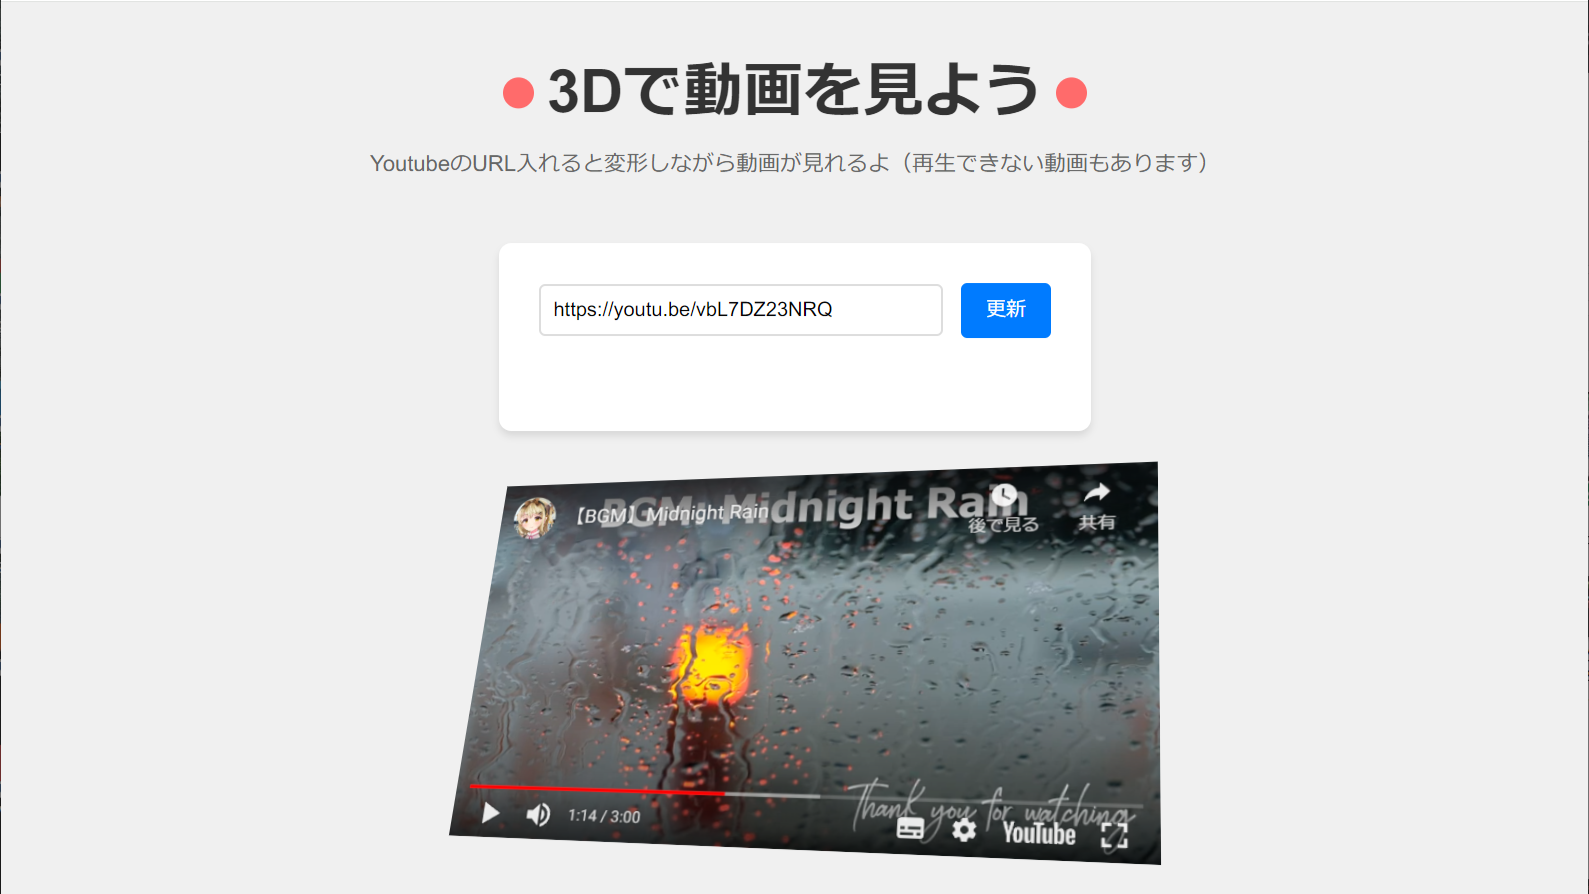 3Dで動画を見よう
YoutubeのURL入れると変形しながら動画が見れるよ（再生できない動画もあります）
https://youtu.be/vbL7DZ23NRQ
更新
BGM: Midnight Rain
【BGM】Midnight Rain
後で見る
共有
Thank you for watching
1:14 / 3:00
YouTube